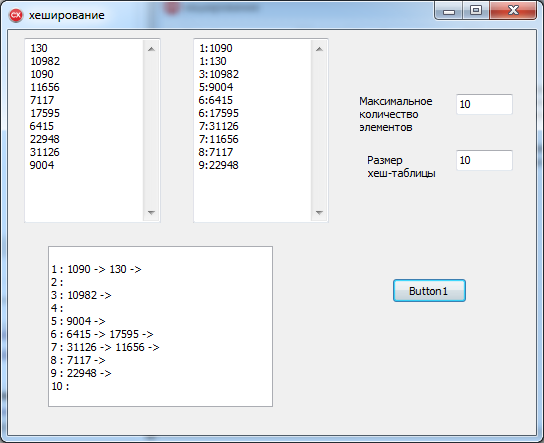 хеширование
130
10982
1090
11656
7117
17595
6415
22948
31126
9004
1:1090
1:130
3:10982
5:9004
6:6415
6:17595
7:31126
7:11656
8:7117
9:22948
Максимальное
количество
элементов
10
Размер
хеш-таблицы
10
1 : 1090 -> 130 ->
2 :
3 : 10982 ->
4 :
5 : 9004 ->
6 : 6415 -> 17595 ->
7 : 31126 -> 11656 ->
8 : 7117 ->
9 : 22948 ->
10 :
Button1